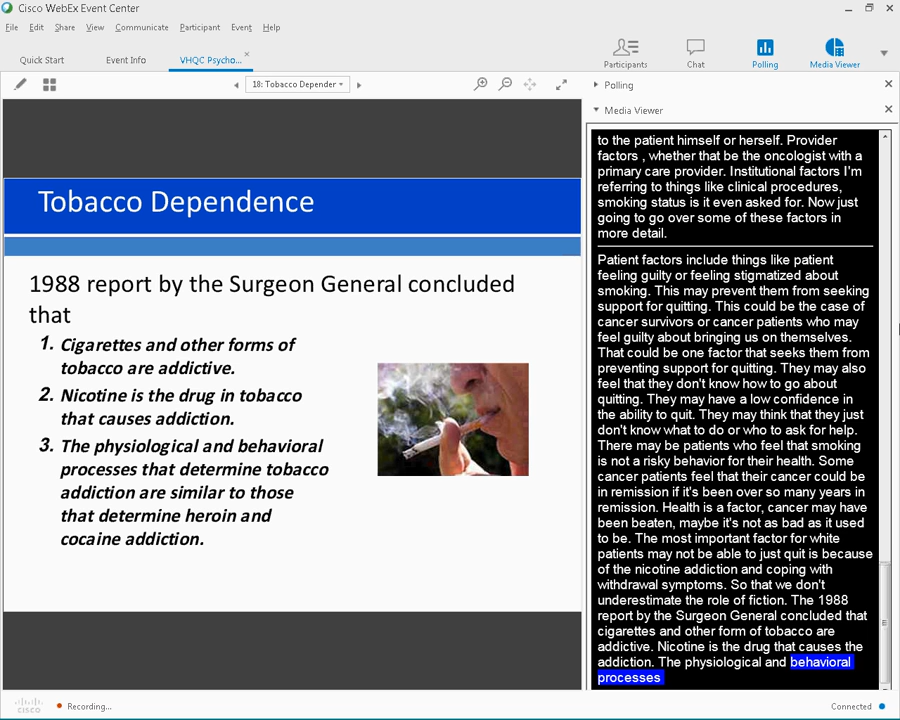 Cisco WebEx Event Center
File Edit Share View Communicate Participant Event Help
Quick Start Event Info VHQC Psycho...
Participants Chat Polling Media Viewer
18: Tobacco Depender
Polling
Media Viewer
Tobacco Dependence
1988 report by the Surgeon General concluded
that
1. Cigarettes and other forms of
tobacco are addictive.
2. Nicotine is the drug in tobacco
that causes addiction.
3. The physiological and behavioral
processes that determine tobacco
addiction are similar to those
that determine heroin and
cocaine addiction.
to the patient himself or herself. Provider
factors , whether that be the oncologist with a
primary care provider. Institutional factors I'm
referring to things like clinical procedures,
smoking status is it even asked for. Now just
going to go over some of these factors in
more detail.
Patient factors include things like patient
feeling guilty or feeling stigmatized about
smoking. This may prevent them from seeking
support for quitting. This could be the case of
cancer survivors or cancer patients who may
feel guilty about bringing us on themselves.
That could be one factor that seeks them from
preventing support for quitting. They may also
feel that they don't know how to go about
quitting. They may have a low confidence in
the ability to quit. They may think that they just
don't know what to do or who to ask for help.
There may be patients who feel that smoking
is not a risky behavior for their health. Some
cancer patients feel that their cancer could be
in remission if it's been over so many years in
remission. Health is a factor, cancer may have
been beaten, maybe it's not as bad as it used
to be. The most important factor for white
patients may not be able to just quit is because
of the nicotine addiction and coping with
withdrawal symptoms. So that we don't
underestimate the role of fiction. The 1988
report by the Surgeon General concluded that
cigarettes and other form of tobacco are
addictive. Nicotine is the drug that causes the
addiction. The physiological and behavioral
processes
cisco Recording... Connected